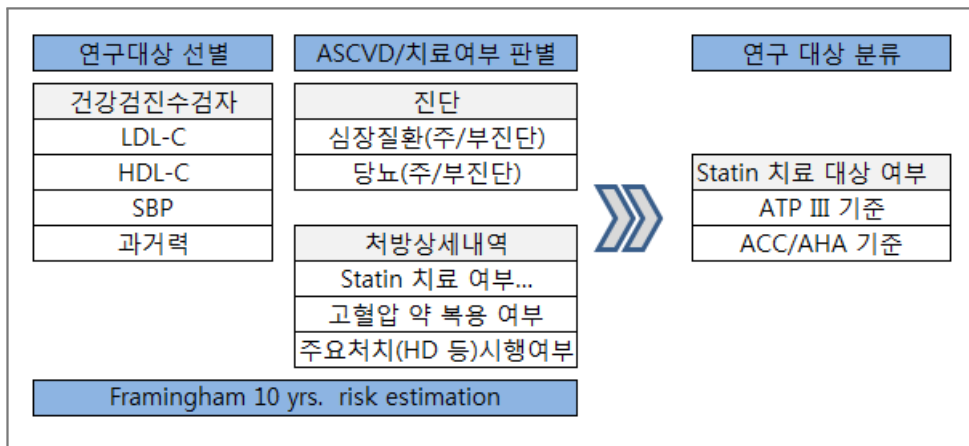 연구대상 선별
건강검진수검자
LDL-C
HDL-C
SBP
과거력
ASCVD/치료여부 판별
진단
심장질환(주/부진단)
당뇨(주/부진단)
처방상세내역
Statin 치료 여부...
고혈압 약 복용 여부
주요처치(HD 등)시행여부
Framingham 10 yrs. risk estimation
연구 대상 분류
Statin 치료 대상 여부
ATP III 기준
ACC/AHA 기준